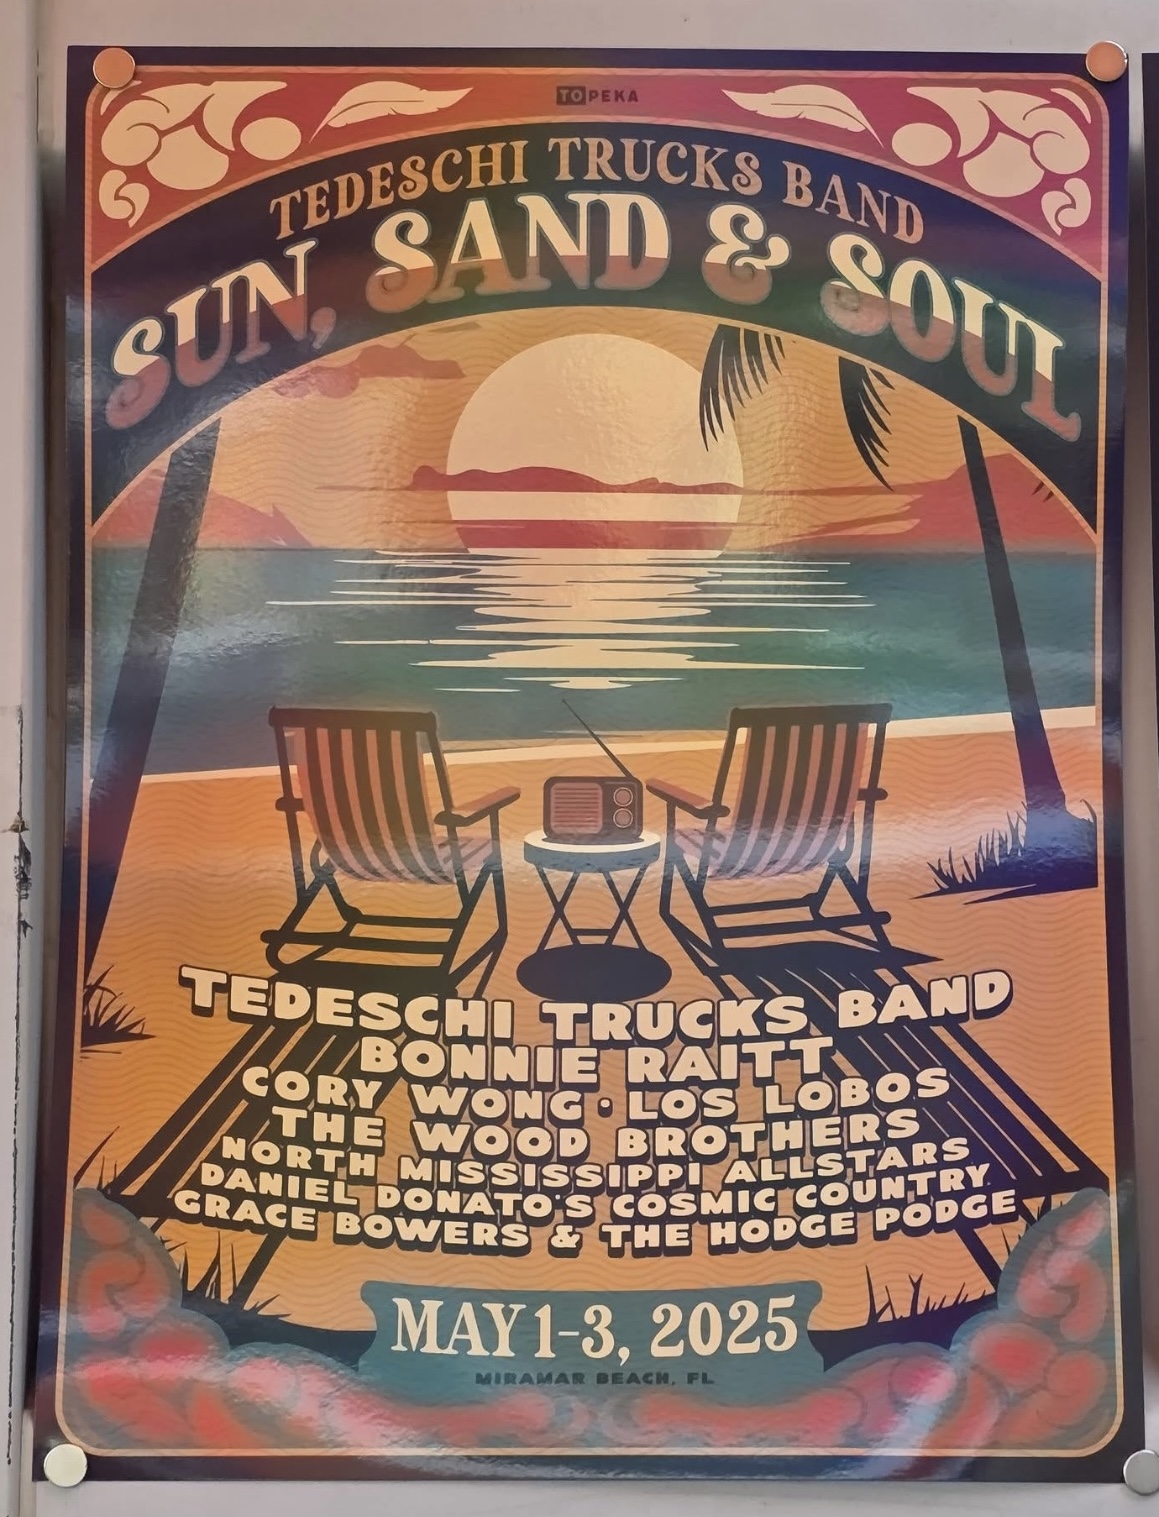 TOPEKA
TEDESCHI TRUCKS BAND
SUN, SAND & SOUL
TEDESCHI TRUCKS BAND
BONNIE RAITT
CORY WONG • LOS LOBOS
THE WOOD BROTHERS
NORTH MISSISSIPPI ALLSTARS
DANIEL DONATO'S COSMIC COUNTRY
GRACE BOWERS & THE HODGE PODGE
MAY 1-3, 2025
MIRAMAR BEACH, FL